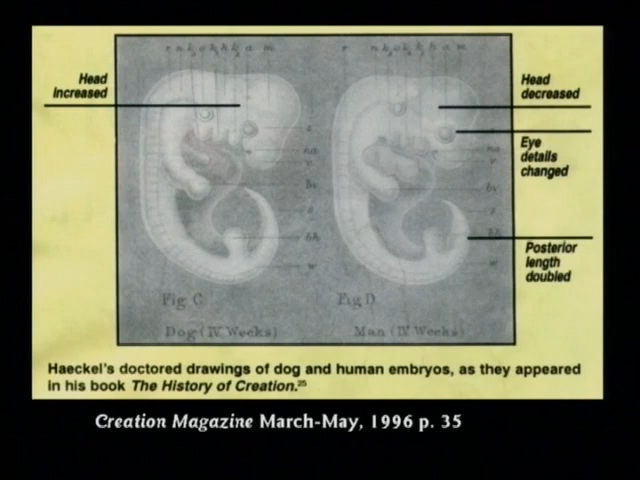 Head
increased
Head
decreased
Eye
details
changed
Posterior
length
doubled
Fig. C
Fig D
Dog (IV Weeks)
Man (IV Weeks)
Haeckel's doctored drawings of dog and human embryos, as they appeared
in his book The History of Creation.25
Creation Magazine March-May, 1996 p. 35